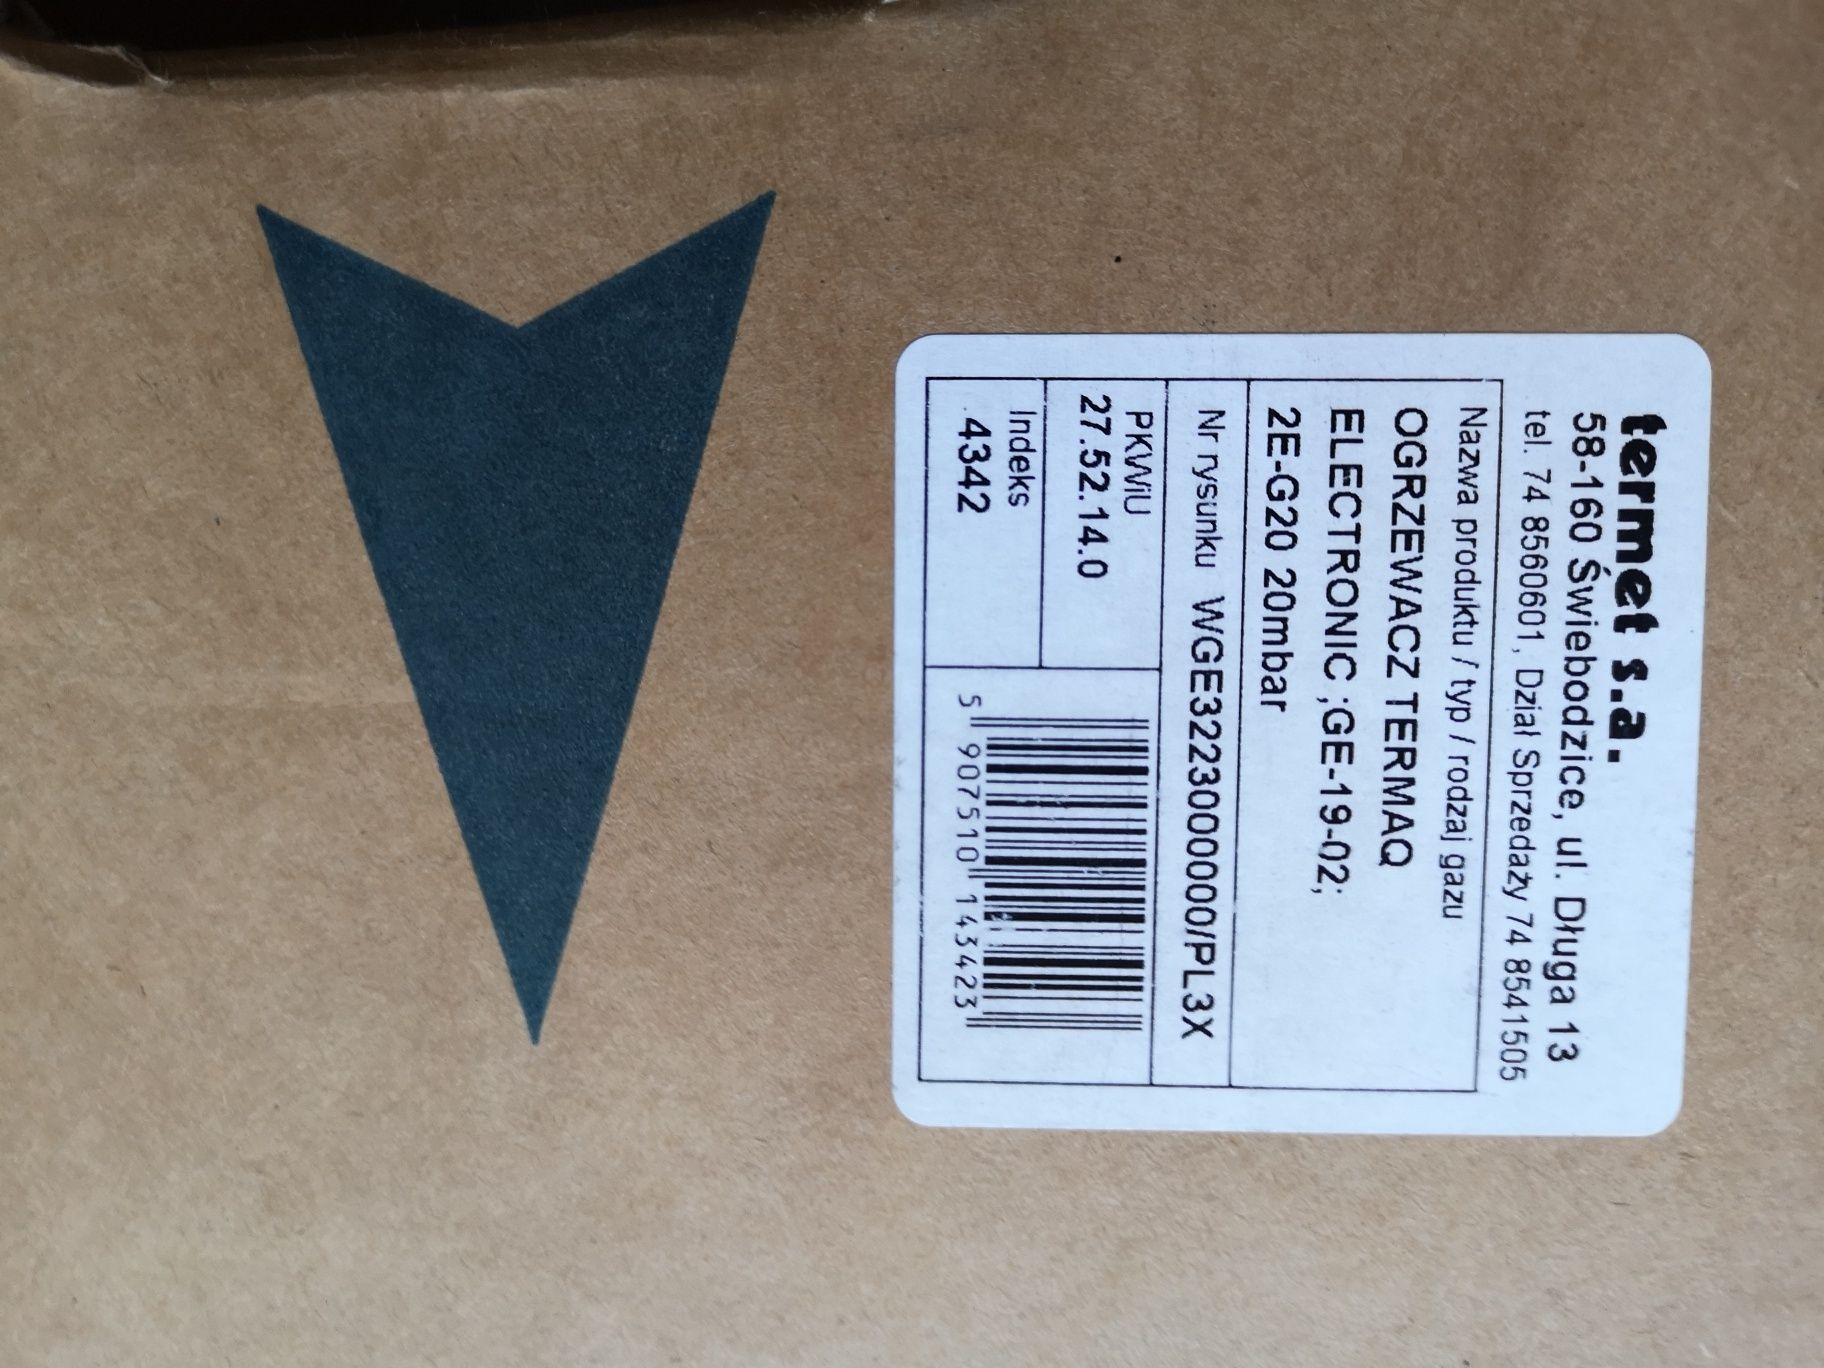 termet s.a.
58-160 Świebodzice, ul. Długa 13
tel. 74 8560601, Dział Sprzedaży 74 8541505
Nazwa produktu / typ / rodzaj gazu
OGRZEWACZ TERMAQ
ELECTRONIC ;GE-19-02;
2E-G20 20mbar
Nr rysunku WGE3223000000/PL3X
PKWiU
27.52.14.0
Indeks
4342
5 907510 143423